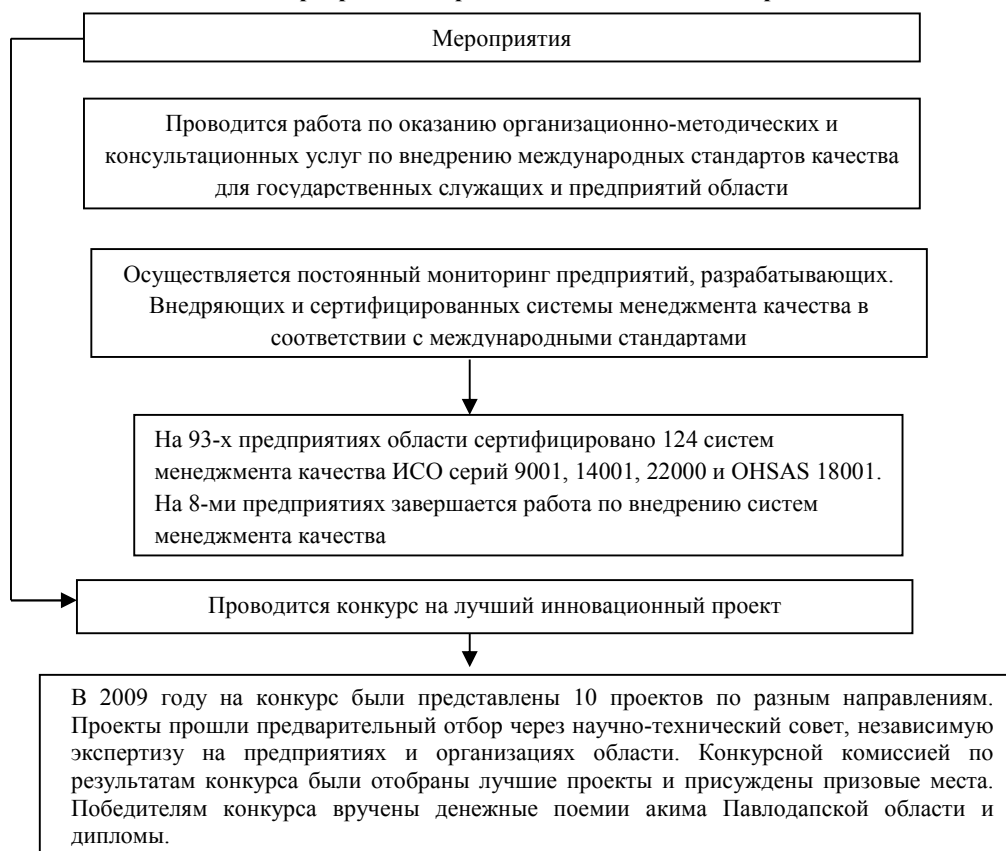 Мероприятия
Проводится работа по оказанию организационно-методических и
консультационных услуг по внедрению международных стандартов качества
для государственных служащих и предприятий области
Осуществляется постоянный мониторинг предприятий, разрабатывающих.
Внедряющих и сертифицированных системы менеджмента качества в
соответствии с международными стандартами
На 93-х предприятиях области сертифицировано 124 систем
менеджмента качества ИСО серий 9001, 14001, 22000 и OHSAS 18001.
На 8-ми предприятиях завершается работа по внедрению систем
менеджмента качества
Проводится конкурс на лучший инновационный проект
В 2009 году на конкурс были представлены 10 проектов по разным направлениям.
Проекты прошли предварительный отбор через научно-технический совет, независимую
экспертизу на предприятиях и организациях области. Конкурсной комиссией по
результатам конкурса были отобраны лучшие проекты и присуждены призовые места.
Победителям конкурса вручены денежные поемии акима Павлодапской области и
дипломы.